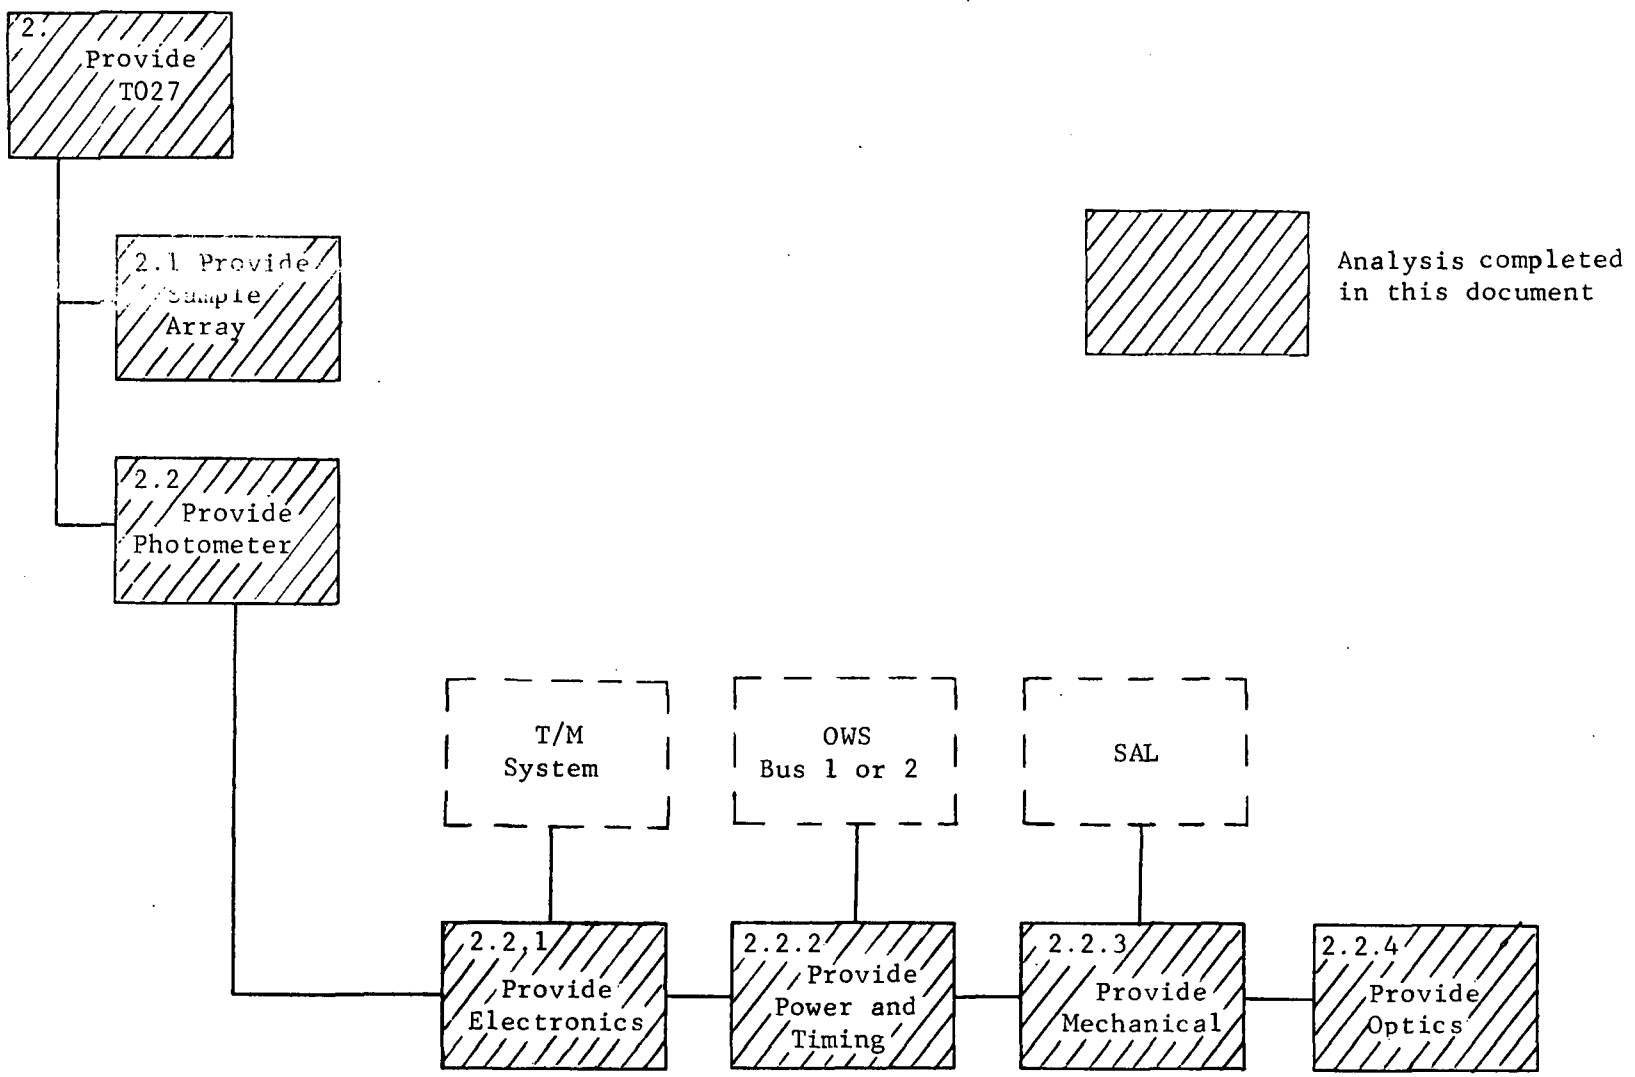 2.
Provide
T027
2.1 Provide
Sample
Array
Analysis completed
in this document
2.2
Provide
Photometer
T/M
System
OWS
Bus 1 or 2
SAL
2.2,1
Provide
Electronics
2.2.2
Provide
Power and
Timing
2.2.3
Provide
Mechanical
2.2.4
Provide
Optics